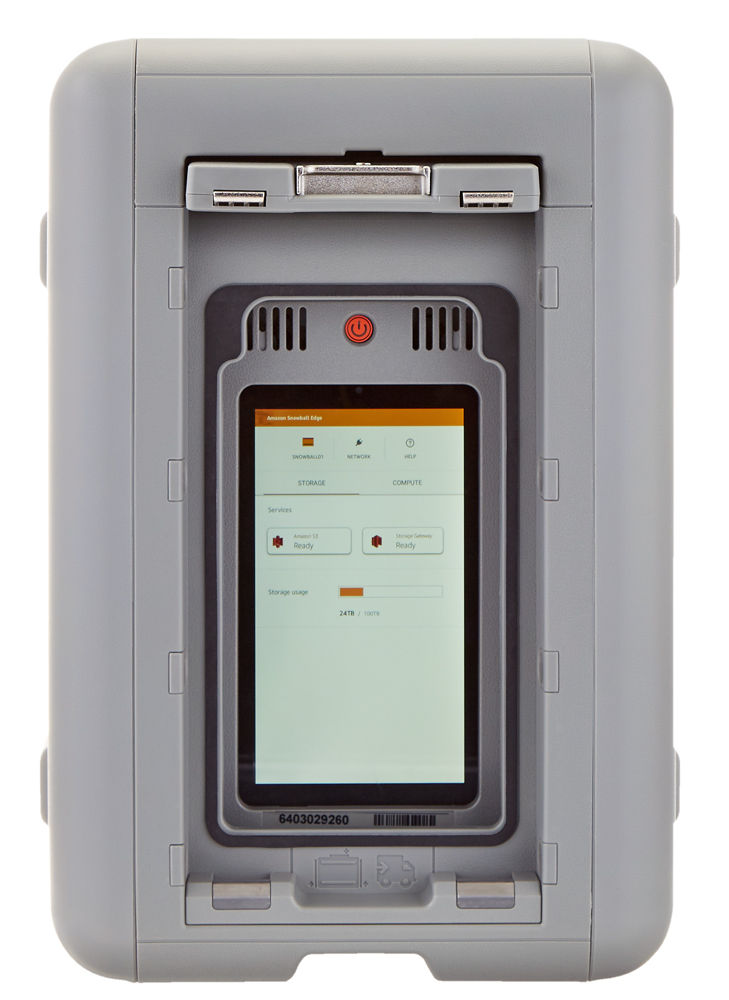 Amazon Snowball Edge
SNOWBALL01 NETWORK HELP
STORAGE COMPUTE
Services
Amazon S3 Storage Gateway
Ready Ready
Storage usage
24TB / 100TB
6403029260